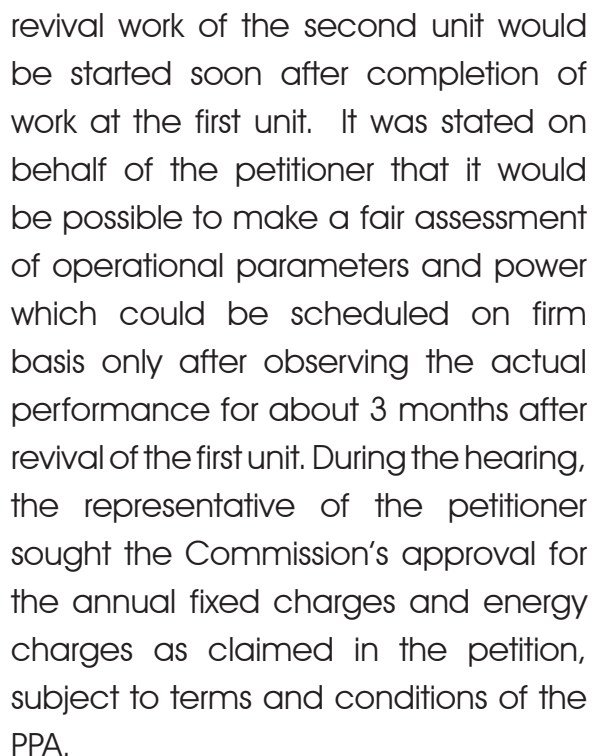 revival work of the second unit would
be started soon after completion of
work at the first unit.  It was stated on
behalf of the petitioner that it would
be possible to make a fair assessment
of operational parameters and power
which could be scheduled on firm
basis only after observing the actual
performance for about 3 months after
revival of the first unit. During the hearing,
the representative of the petitioner
sought the Commission's approval for
the annual fixed charges and energy
charges as claimed in the petition,
subject to terms and conditions of the
PPA.